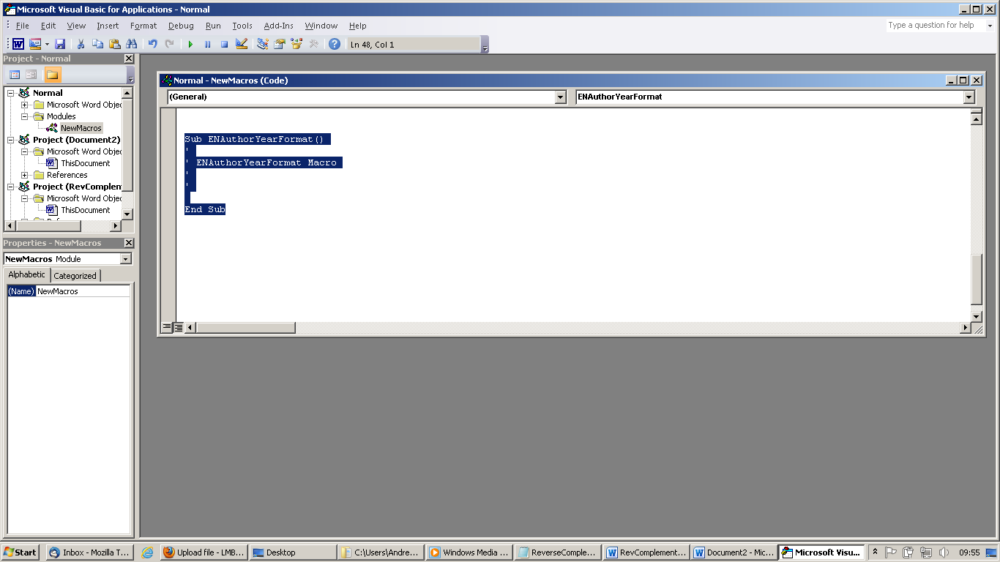 Microsoft Visual Basic for Applications - Normal
File Edit View Insert Format Debug Run Tools Add-Ins Window Help
Type a question for help
Ln 48, Col 1
Project - Normal
Normal
Microsoft Word Objec
Modules
NewMacros
Project (Document2)
Microsoft Word Objec
ThisDocument
References
Project (RevComplem
Microsoft Word Objec
ThisDocument
Normal - NewMacros (Code)
(General)
ENAuthorYearFormat
Sub ENAuthorYearFormat()
'
' ENAuthorYearFormat Macro
'
'
End Sub
Properties - NewMacros
NewMacros Module
Alphabetic Categorized
(Name) NewMacros
Start
Inbox - Mozilla T...
Upload file - LMB...
Desktop
C:\Users\Andre...
Windows Media ...
ReverseComple...
RevComplement...
Document2 - Mic...
Microsoft Visu...
09:55